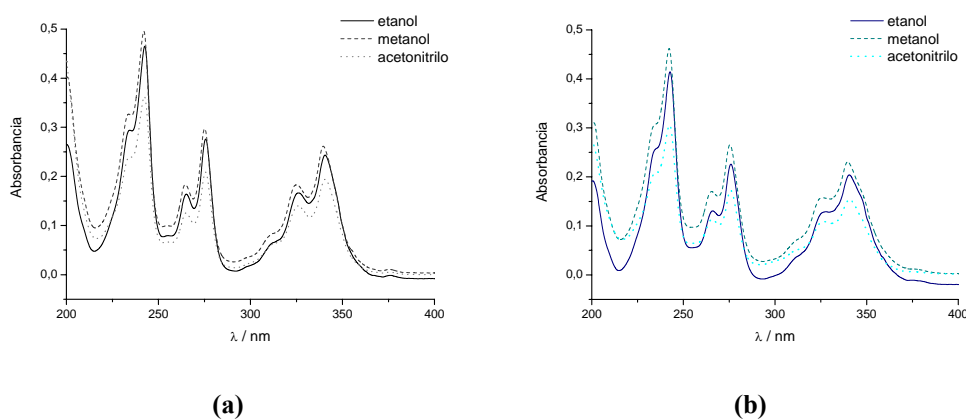 0,5
0,4
0,3
0,2
0,1
0,0
Absorbancia
200 250 300 350 400
λ / nm
etanol
metanol
acetonitrilo
(a)
0,5
0,4
0,3
0,2
0,1
0,0
Absorbancia
200 250 300 350 400
λ / nm
etanol
metanol
acetonitrilo
(b)